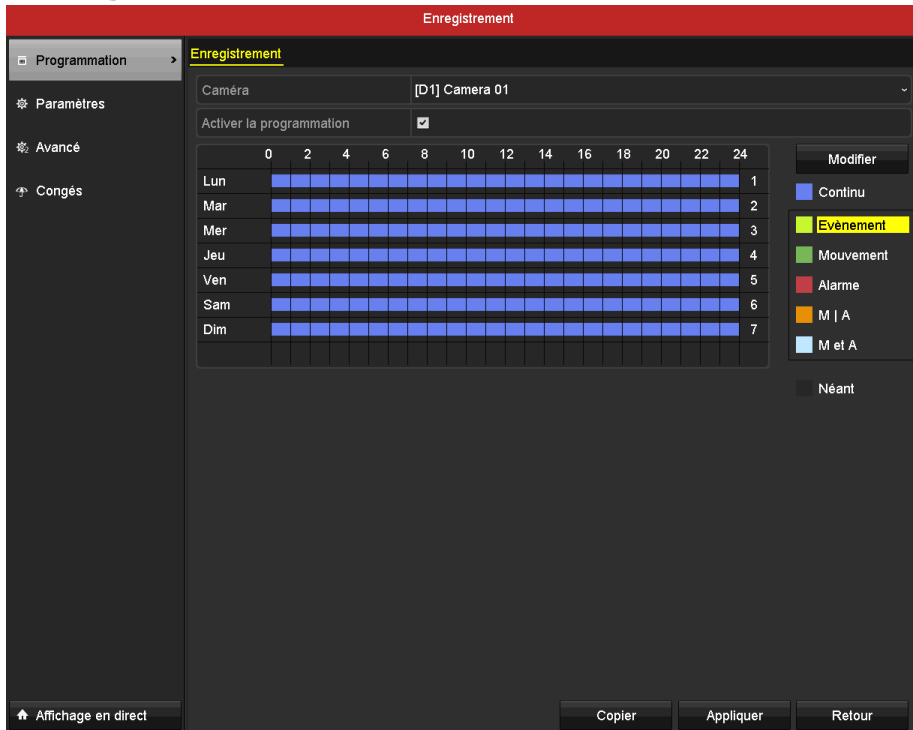 Enregistrement
Programmation >
Enregistrement
Caméra [D1] Camera 01
Activer la programmation
Paramètres
Avancé
Congés
0 2 4 6 8 10 12 14 16 18 20 22 24
Lun 1
Mar 2
Mer 3
Jeu 4
Ven 5
Sam 6
Dim 7
Modifier
Continu
Evènement
Mouvement
Alarme
M | A
M et A
Néant
Affichage en direct
Copier
Appliquer
Retour